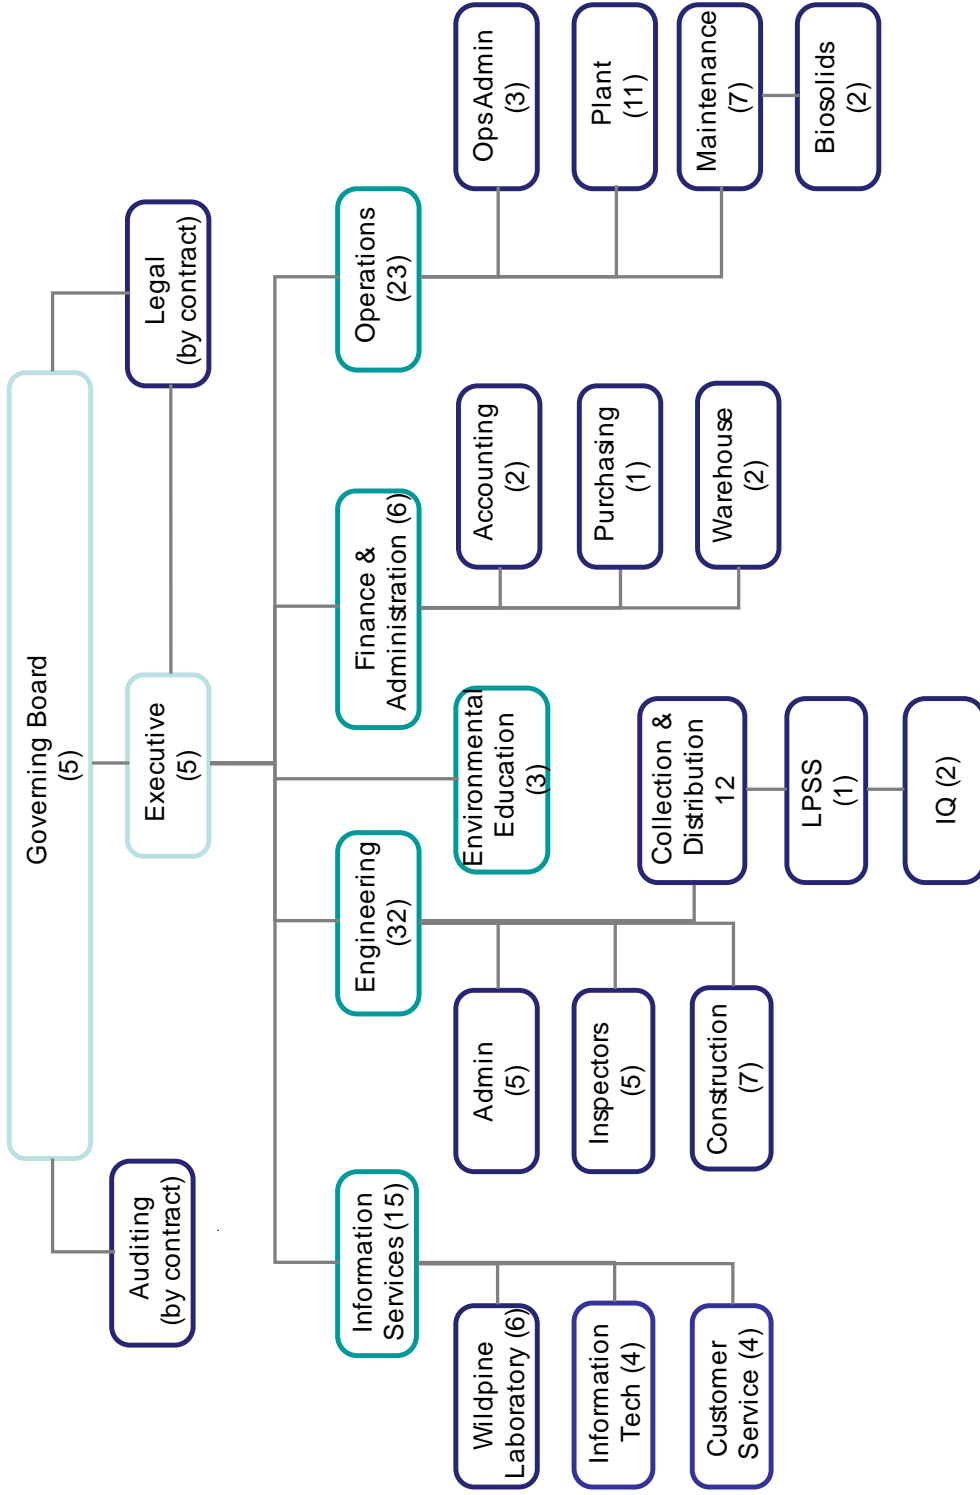 Governing Board
(5)
Auditing
(by contract)
Executive
(5)
Legal
(by contract)
Information
Services (15)
Engineering
(32)
Finance &
Administration (6)
Operations
(23)
Environmental
Education
(3)
Wildpine
Laboratory (6)
Information
Tech (4)
Customer
Service (4)
Admin
(5)
Inspectors
(5)
Construction
(7)
Collection &
Distribution
12
LPSS
(1)
IQ (2)
Accounting
(2)
Purchasing
(1)
Warehouse
(2)
Ops Admin
(3)
Plant
(11)
Maintenance
(7)
Biosolids
(2)